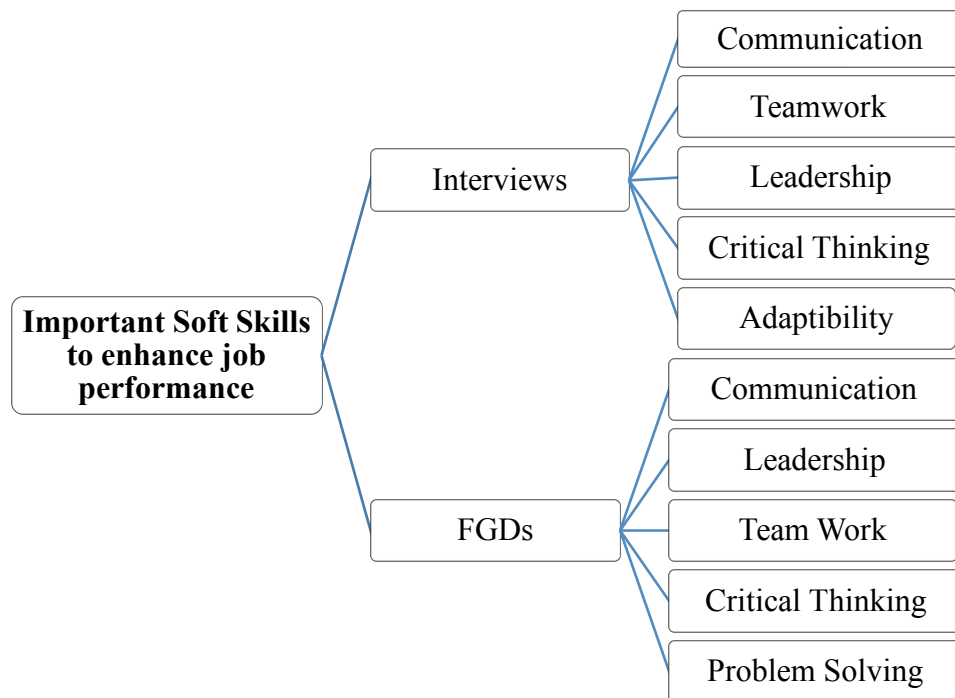 Important Soft Skills
to enhance job
performance
Interviews
Communication
Teamwork
Leadership
Critical Thinking
Adaptibility
FGDs
Communication
Leadership
Team Work
Critical Thinking
Problem Solving